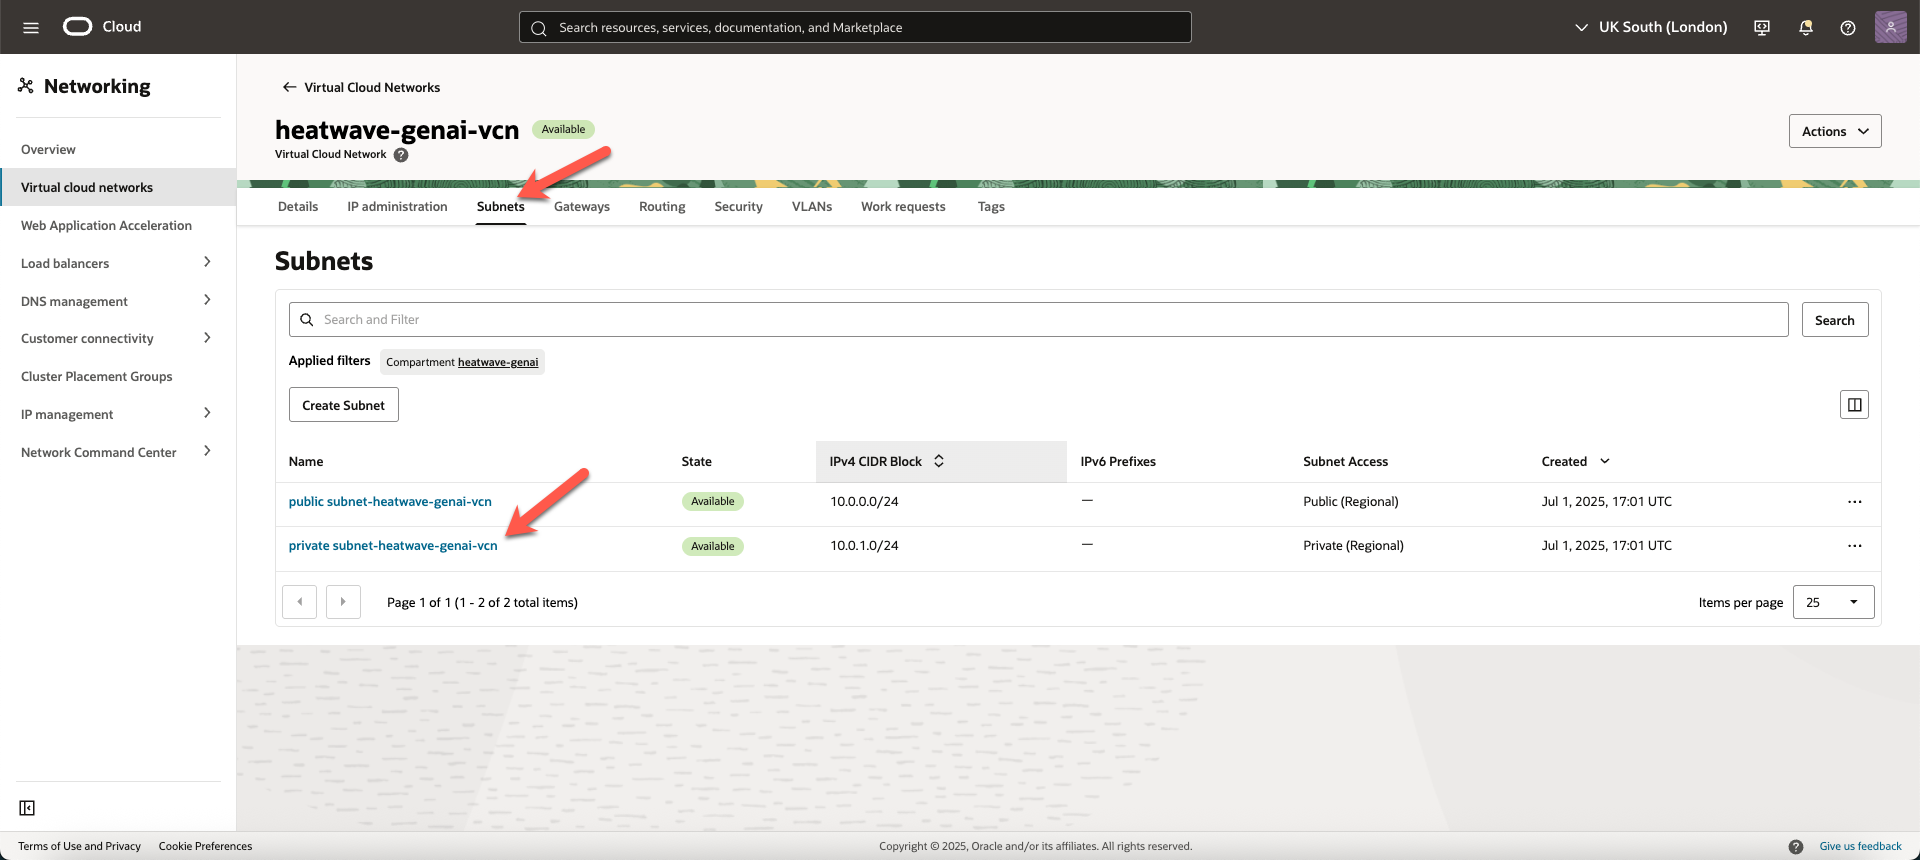 Cloud
Search resources, services, documentation, and Marketplace
UK South (London)
Networking
Overview
Virtual cloud networks
Web Application Acceleration
Load balancers
DNS management
Customer connectivity
Cluster Placement Groups
IP management
Network Command Center
Virtual Cloud Networks
heatwave-genai-vcn Available
Virtual Cloud Network ?
Actions
Details IP administration Subnets Gateways Routing Security VLANs Work requests Tags
Subnets
Search and Filter
Search
Applied filters Compartment heatwave-genai
Create Subnet
Name State IPv4 CIDR Block IPv6 Prefixes Subnet Access Created
public subnet-heatwave-genai-vcn Available 10.0.0.0/24 — Public (Regional) Jul 1, 2025, 17:01 UTC ...
private subnet-heatwave-genai-vcn Available 10.0.1.0/24 — Private (Regional) Jul 1, 2025, 17:01 UTC ...
Page 1 of 1 (1 - 2 of 2 total items)
Items per page 25
Terms of Use and Privacy Cookie Preferences
Copyright © 2025, Oracle and/or its affiliates. All rights reserved.
? Give us feedback